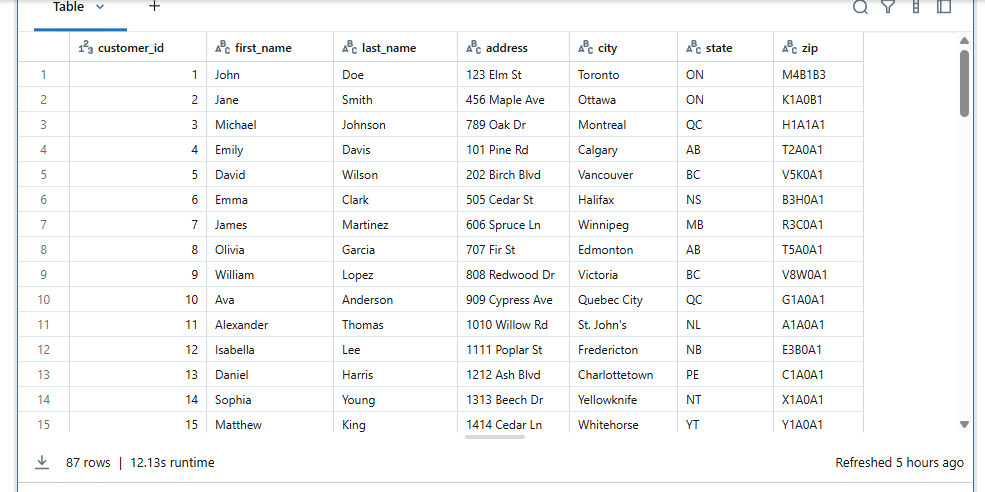 Table +
123 customer_id ABC first_name ABC last_name ABC address ABC city ABC state ABC zip
1 1 John Doe 123 Elm St Toronto ON M4B1B3
2 2 Jane Smith 456 Maple Ave Ottawa ON K1A0B1
3 3 Michael Johnson 789 Oak Dr Montreal QC H1A1A1
4 4 Emily Davis 101 Pine Rd Calgary AB T2A0A1
5 5 David Wilson 202 Birch Blvd Vancouver BC V5K0A1
6 6 Emma Clark 505 Cedar St Halifax NS B3H0A1
7 7 James Martinez 606 Spruce Ln Winnipeg MB R3C0A1
8 8 Olivia Garcia 707 Fir St Edmonton AB T5A0A1
9 9 William Lopez 808 Redwood Dr Victoria BC V8W0A1
10 10 Ava Anderson 909 Cypress Ave Quebec City QC G1A0A1
11 11 Alexander Thomas 1010 Willow Rd St. John's NL A1A0A1
12 12 Isabella Lee 1111 Poplar St Fredericton NB E3B0A1
13 13 Daniel Harris 1212 Ash Blvd Charlottetown PE C1A0A1
14 14 Sophia Young 1313 Beech Dr Yellowknife NT X1A0A1
15 15 Matthew King 1414 Cedar Ln Whitehorse YT Y1A0A1
87 rows | 12.13s runtime Refreshed 5 hours ago